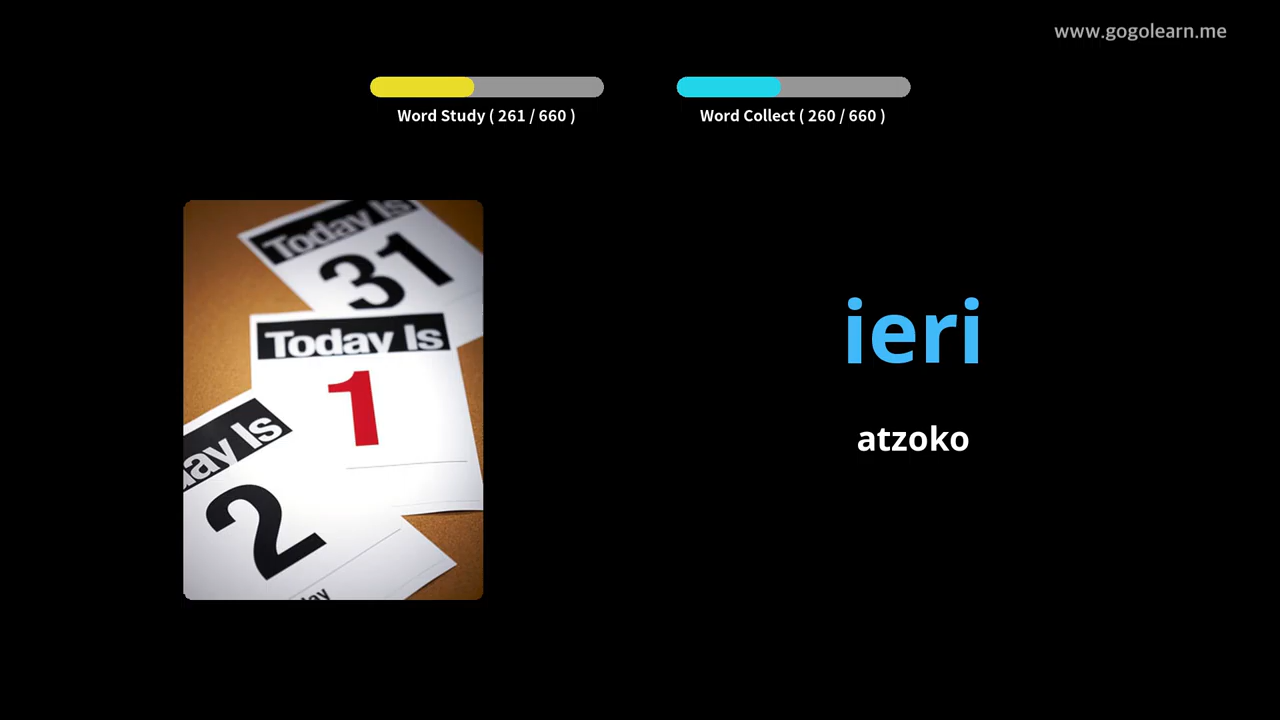 www.gogolearn.me
Word Study ( 261 / 660 )
Word Collect ( 260 / 660 )
Today Is
31
Today Is
1
ay Is
2
ay
ieri
atzoko